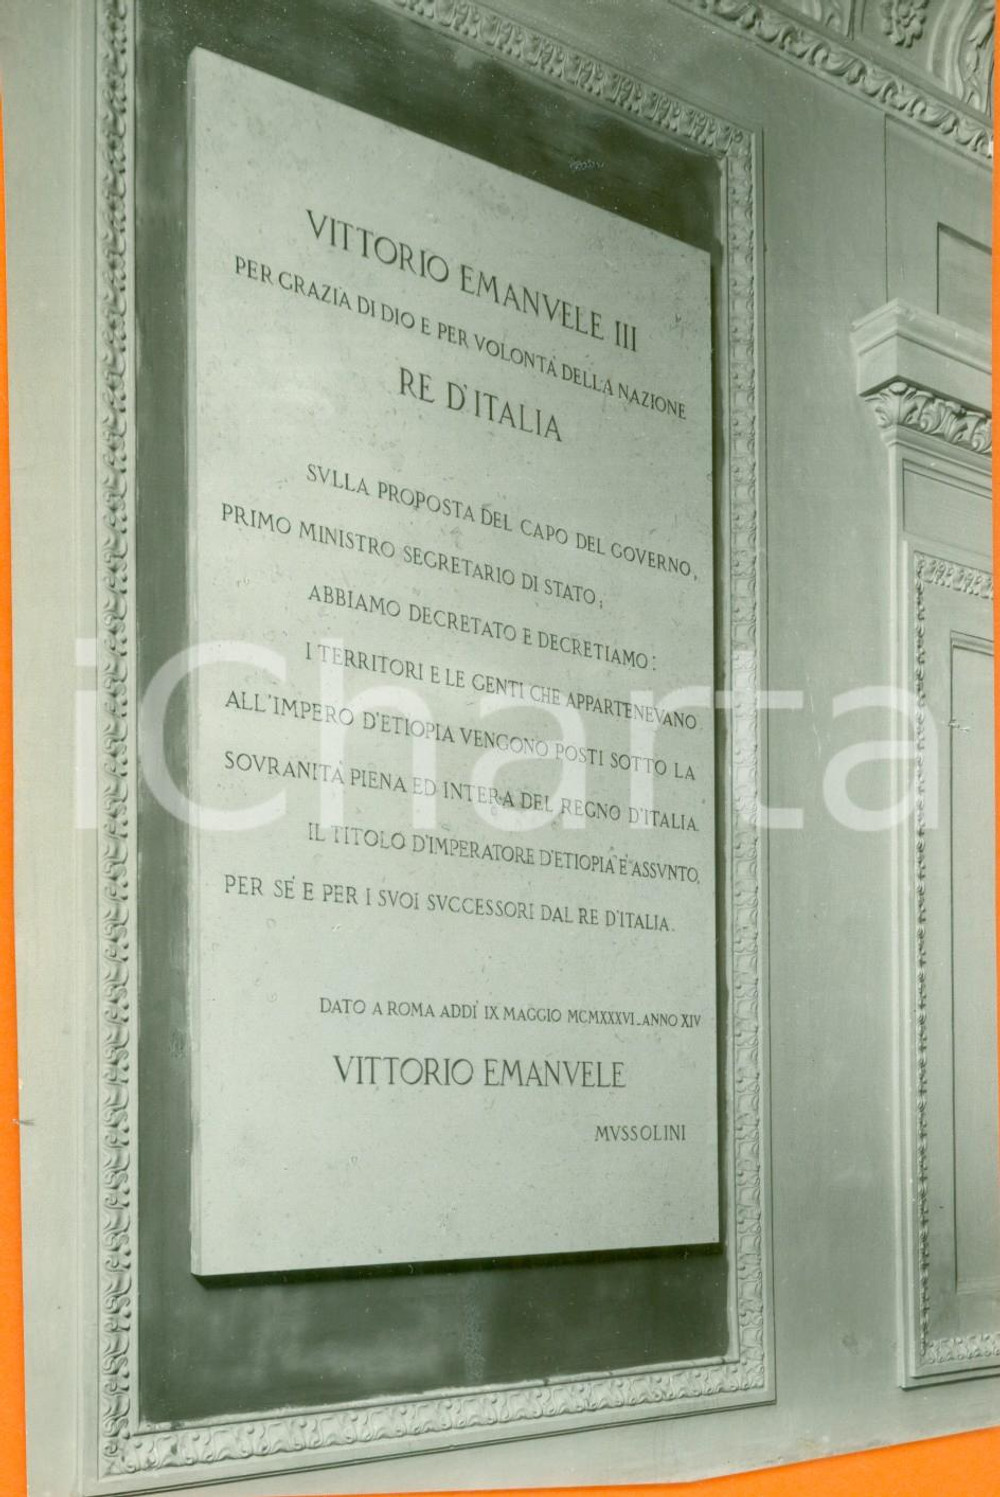 VITTORIO EMANVELE III
PER GRAZIA DI DIO E PER VOLONTÀ DELLA NAZIONE
RE D'ITALIA
SVLLA PROPOSTA DEL CAPO DEL GOVERNO,
PRIMO MINISTRO SEGRETARIO DI STATO;
ABBIAMO DECRETATO E DECRETIAMO:
I TERRITORI E LE GENTI CHE APPARTENEVANO
ALL'IMPERO D'ETIOPIA VENGONO POSTI SOTTO LA
SOVRANITÀ PIENA ED INTERA DEL REGNO D'ITALIA.
IL TITOLO D'IMPERATORE D'ETIOPIA È ASSVNTO,
PER SÉ E PER I SVOI SVCCESSORI DAL RE D'ITALIA.
DATO A ROMA ADDÌ IX MAGGIO MCMXXXVI_ANNO XIV
VITTORIO EMANVELE
MVSSOLINI
iCharta